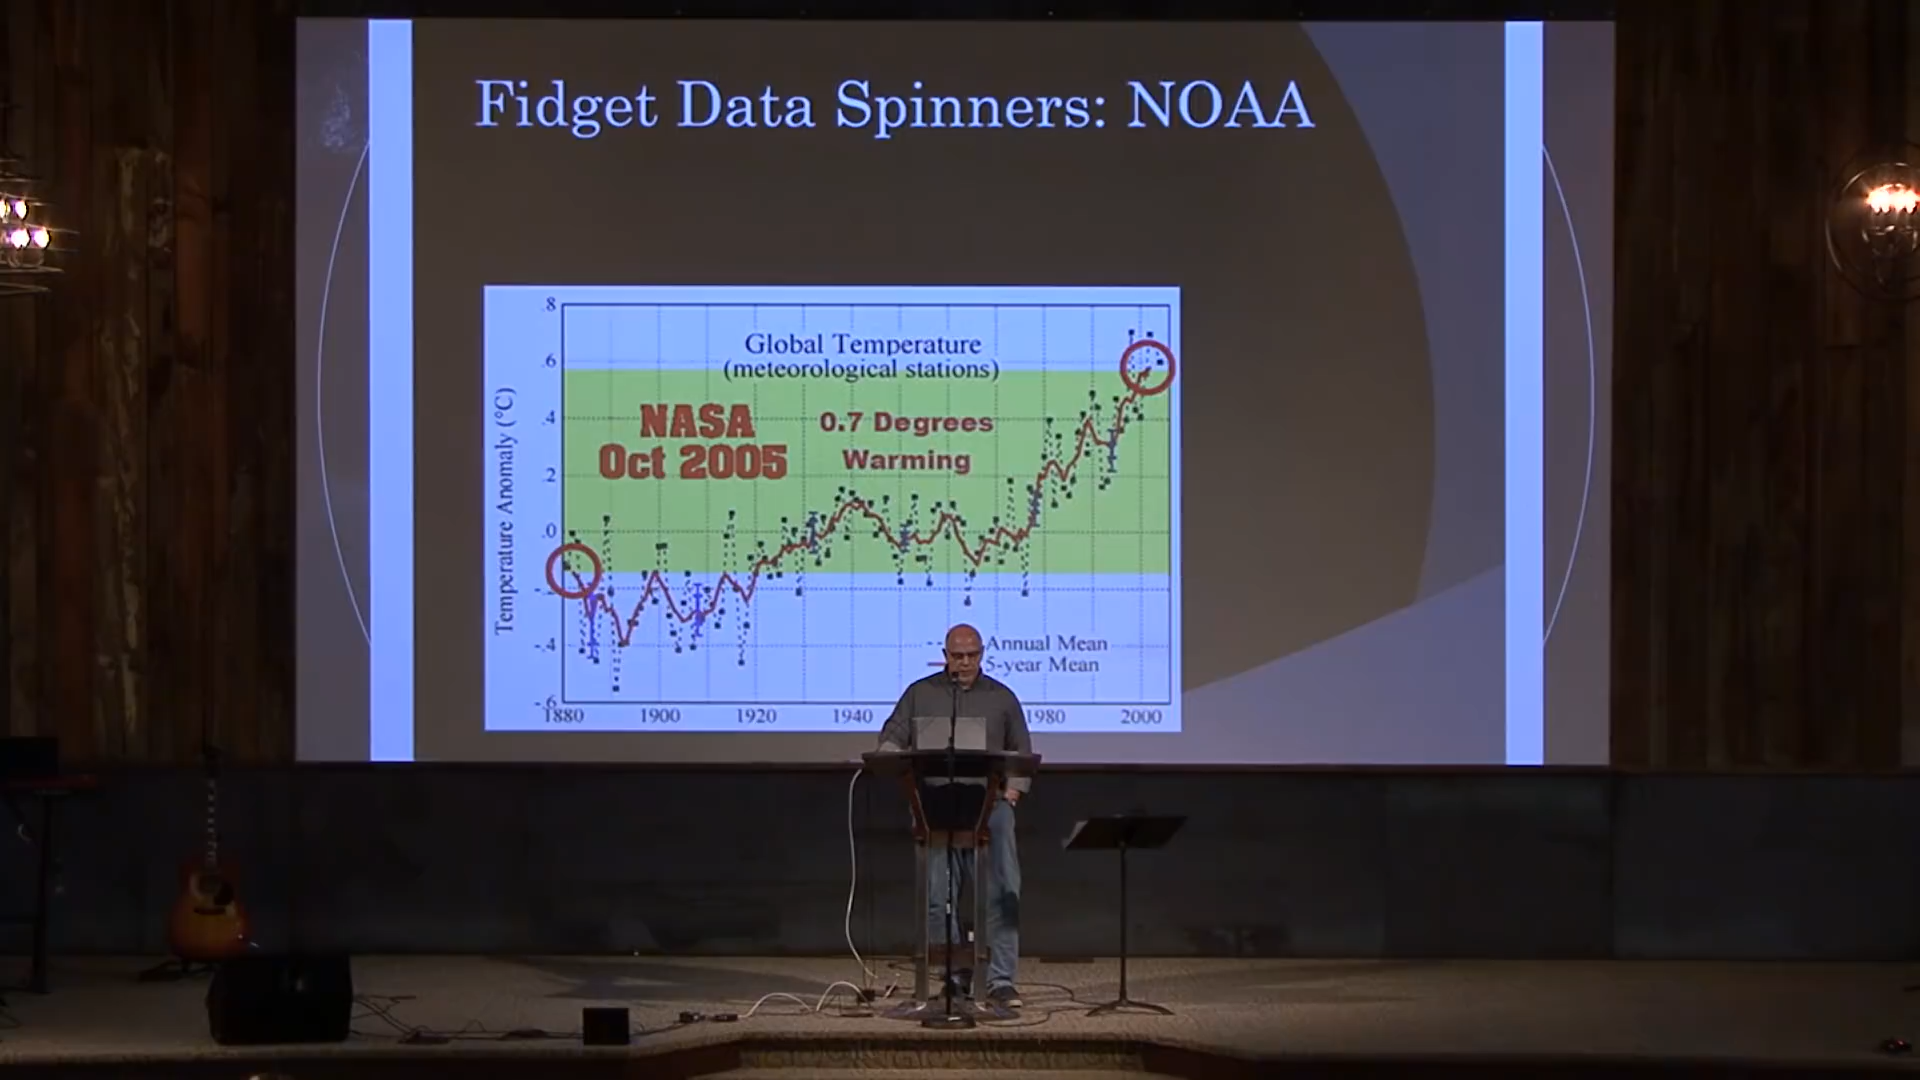 Fidget Data Spinners: NOAA
.8
Global Temperature
(meteorological stations)
.6
NASA
Oct 2005
0.7 Degrees
Warming
.4
.2
.0
-.4
-.6
Temperature Anomaly (°C)
Annual Mean
5-year Mean
1880 1900 1920 1940 1980 2000